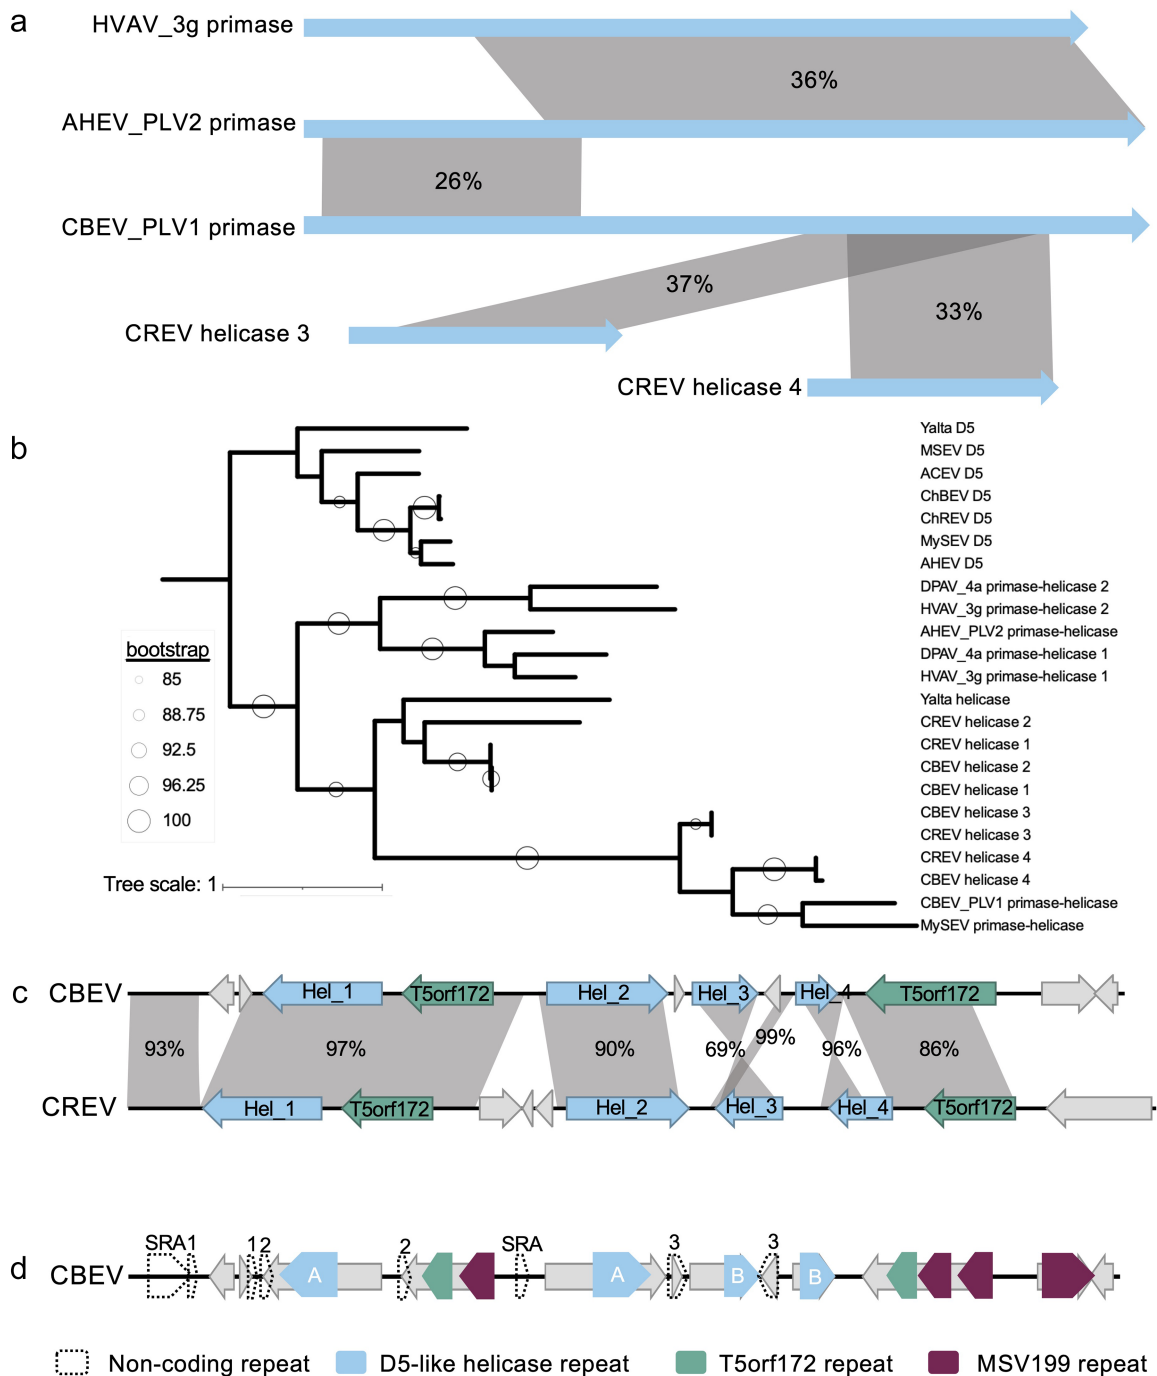 a
HVAV_3g primase
36%
AHEV_PLV2 primase
26%
CBEV_PLV1 primase
37%
33%
CREV helicase 3
CREV helicase 4
b
Yalta D5
MSEV D5
ACEV D5
ChBEV D5
ChREV D5
MySEV D5
AHEV D5
DPAV_4a primase-helicase 2
HVAV_3g primase-helicase 2
AHEV_PLV2 primase-helicase
DPAV_4a primase-helicase 1
HVAV_3g primase-helicase 1
Yalta helicase
CREV helicase 2
CREV helicase 1
CBEV helicase 2
CBEV helicase 1
CBEV helicase 3
CREV helicase 3
CREV helicase 4
CBEV helicase 4
CBEV_PLV1 primase-helicase
MySEV primase-helicase
bootstrap
85
88.75
92.5
96.25
100
Tree scale: 1
c
CBEV Hel_1 T5orf172 Hel_2 Hel_3 Hel_4 T5orf172
93% 97% 90% 69% 99% 96% 86%
CREV Hel_1 T5orf172 Hel_2 Hel_3 Hel_4 T5orf172
d
SRA1 12 2 SRA 3 3
CBEV A A B B
Non-coding repeat D5-like helicase repeat T5orf172 repeat MSV199 repeat